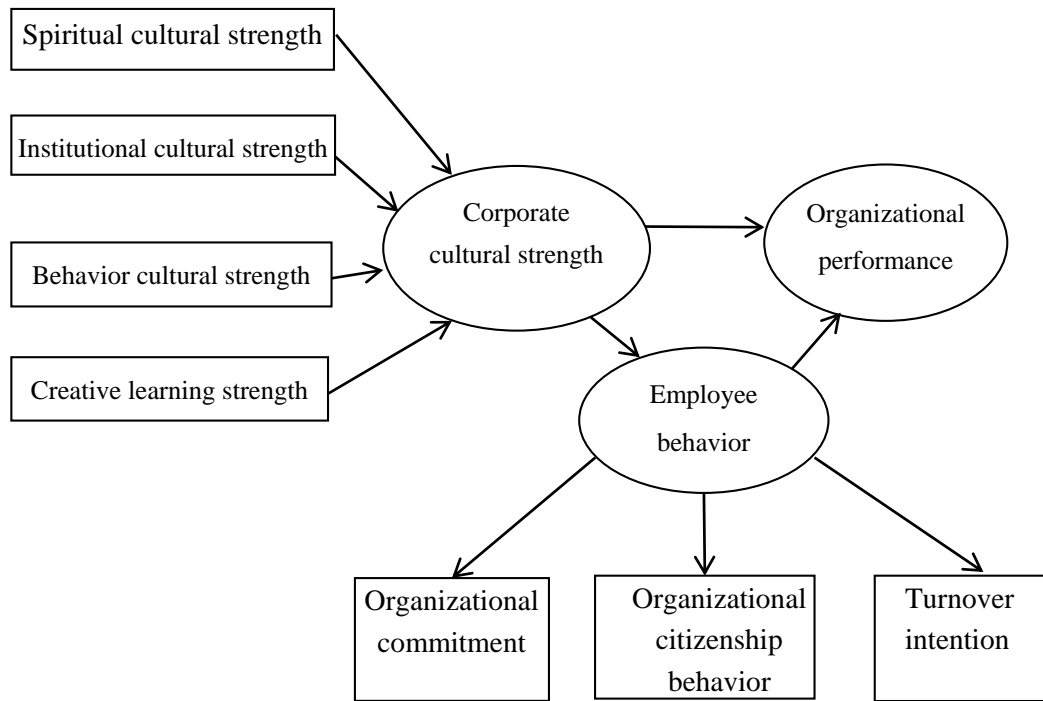 Spiritual cultural strength
Institutional cultural strength
Behavior cultural strength
Creative learning strength
Corporate
cultural strength
Organizational
performance
Employee
behavior
Organizational
commitment
Organizational
citizenship
behavior
Turnover
intention